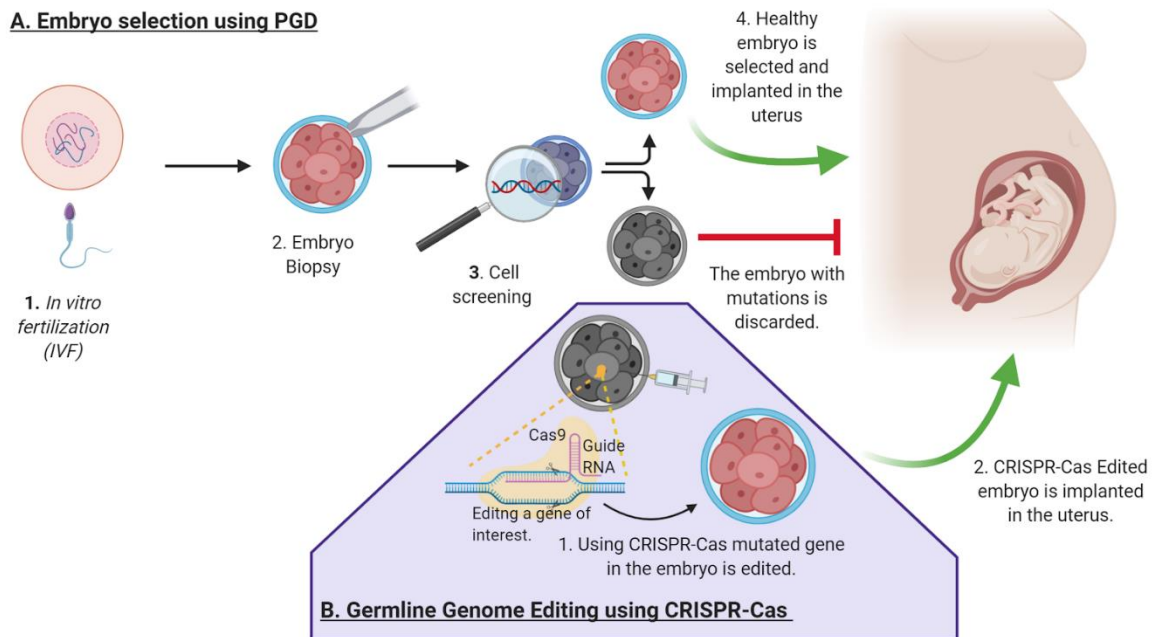 A. Embryo selection using PGD
1. In vitro
fertilization
(IVF)
2. Embryo
Biopsy
3. Cell
screening
4. Healthy
embryo is
selected and
implanted in the
uterus
The embryo with
mutations is
discarded.
Cas9
Guide
RNA
Editng a gene of
interest.
1. Using CRISPR-Cas mutated gene
in the embryo is edited.
2. CRISPR-Cas Edited
embryo is implanted
in the uterus.
B. Germline Genome Editing using CRISPR-Cas